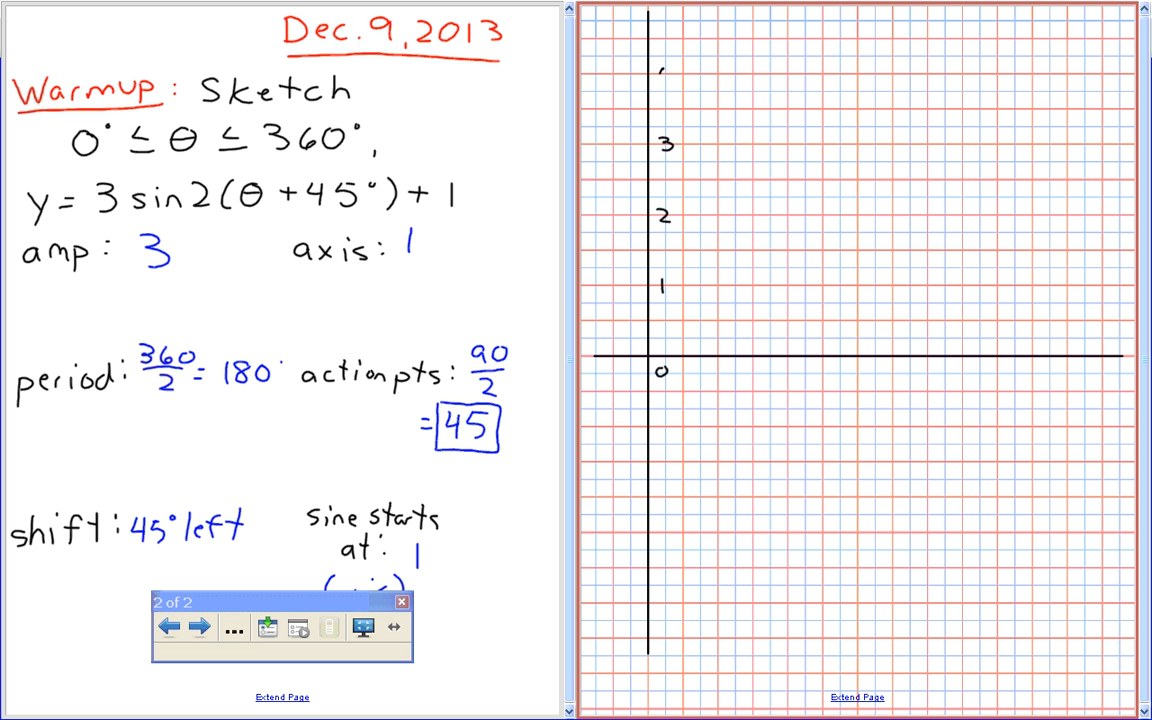 Dec. 9, 2013
Warmup: Sketch
0° ≤ θ ≤ 360°,
y = 3 sin 2(θ + 45°) + 1
amp: 3 axis: 1
period: 360/2 = 180° action pts: 90/2
= 45
shift: 45° left
sine starts
at: 1
2 of 2
...
Extend Page
3
2
1
0
Extend Page